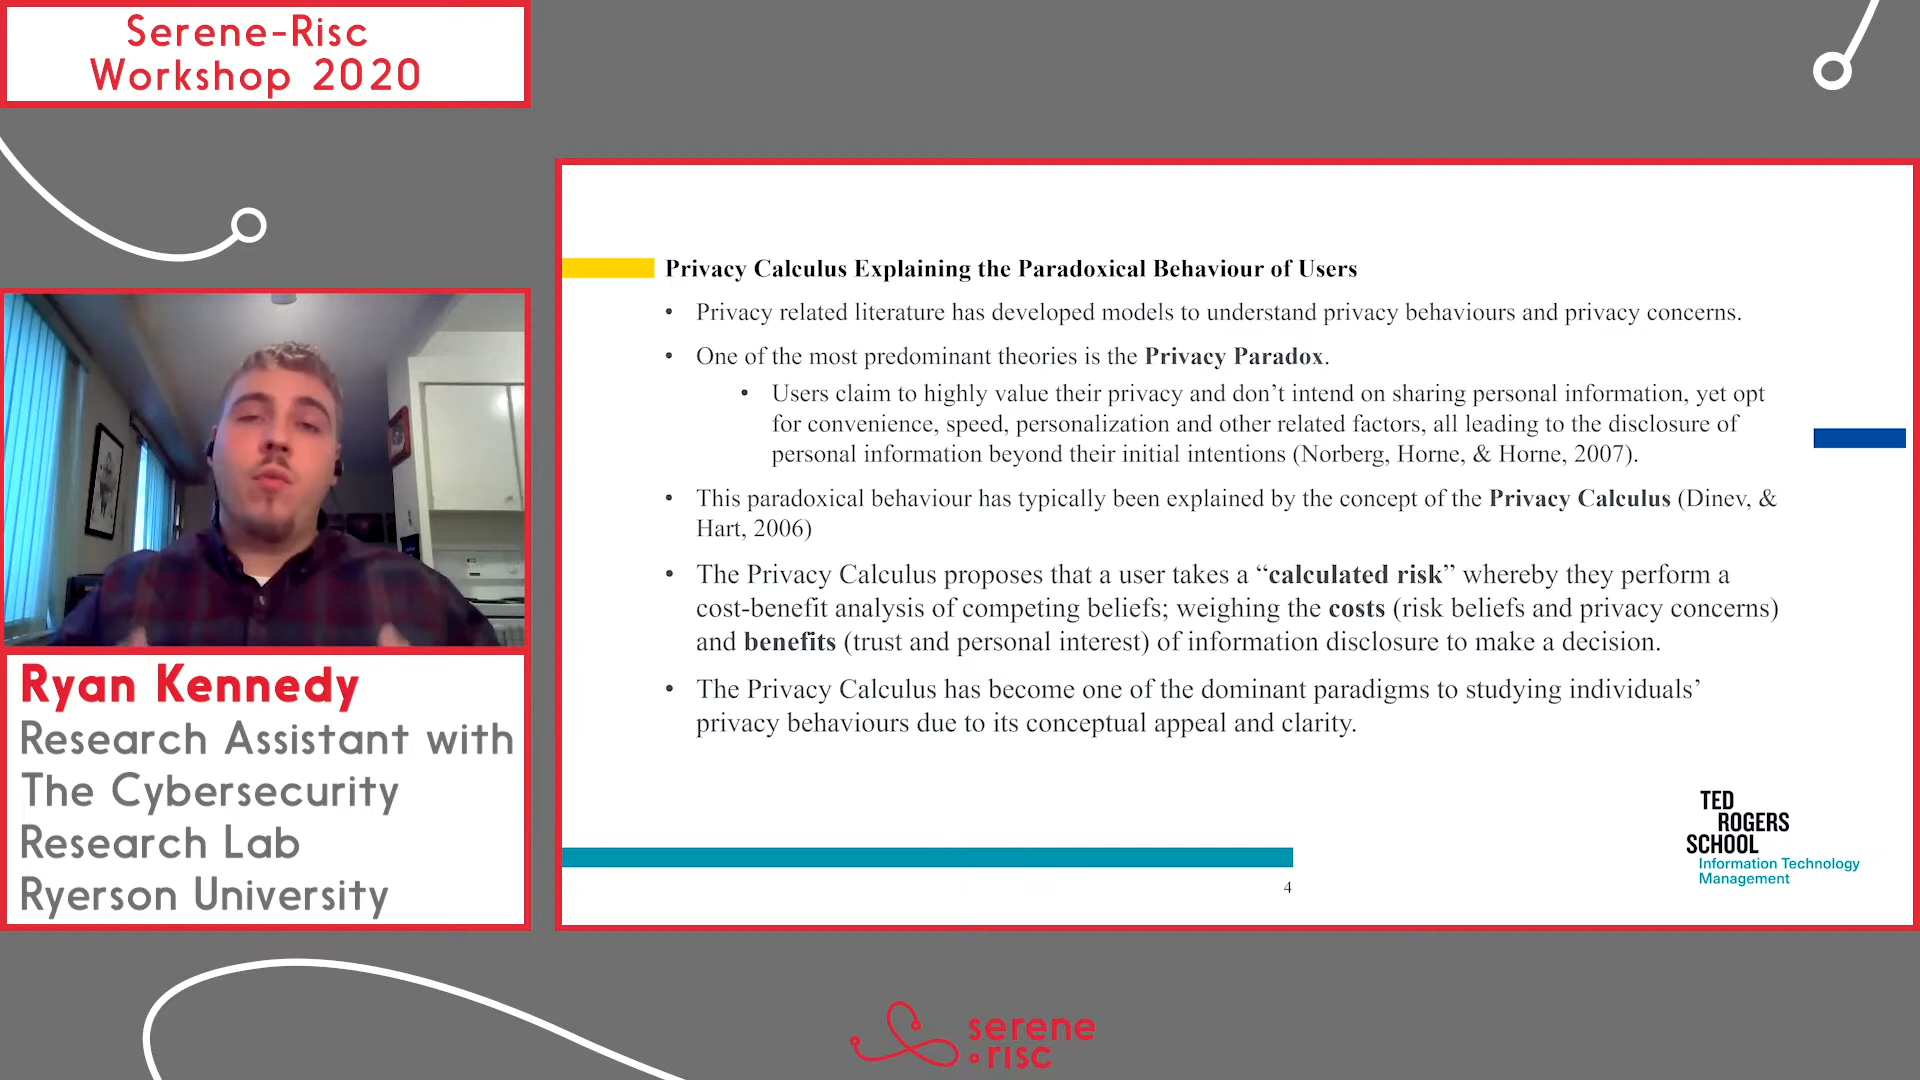 Serene-Risc
Workshop 2020
Privacy Calculus Explaining the Paradoxical Behaviour of Users
• Privacy related literature has developed models to understand privacy behaviours and privacy concerns.
• One of the most predominant theories is the Privacy Paradox.
• Users claim to highly value their privacy and don’t intend on sharing personal information, yet opt
for convenience, speed, personalization and other related factors, all leading to the disclosure of
personal information beyond their initial intentions (Norberg, Horne, & Horne, 2007).
• This paradoxical behaviour has typically been explained by the concept of the Privacy Calculus (Dinev, &
Hart, 2006)
• The Privacy Calculus proposes that a user takes a “calculated risk” whereby they perform a
cost-benefit analysis of competing beliefs; weighing the costs (risk beliefs and privacy concerns)
and benefits (trust and personal interest) of information disclosure to make a decision.
• The Privacy Calculus has become one of the dominant paradigms to studying individuals’
privacy behaviours due to its conceptual appeal and clarity.
TED
ROGERS
SCHOOL
Information Technology
Management
4
Ryan Kennedy
Research Assistant with
The Cybersecurity
Research Lab
Ryerson University
serene
risc